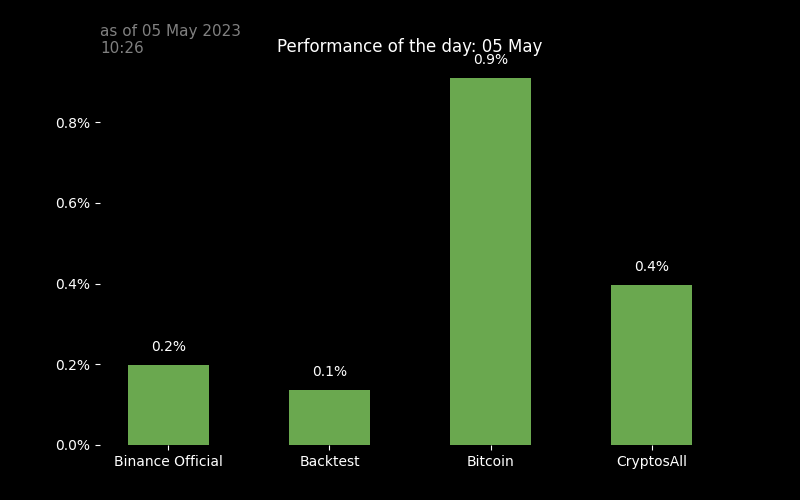 as of 05 May 2023
10:26
Performance of the day: 05 May
0.9%
0.8%
0.6%
0.4%
0.4%
0.2%
0.2%
0.1%
0.0%
Binance Official
Backtest
Bitcoin
CryptosAll